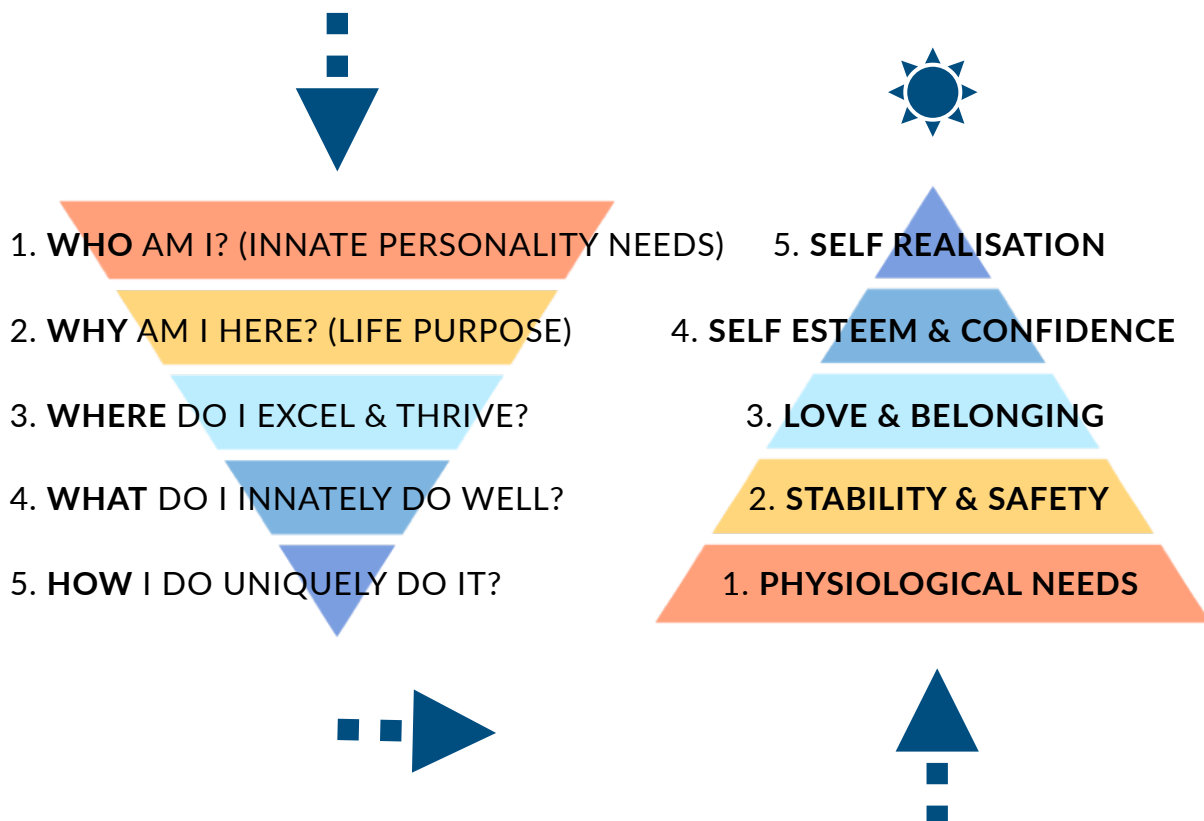 1. WHO AM I? (INNATE PERSONALITY NEEDS)
2. WHY AM I HERE? (LIFE PURPOSE)
3. WHERE DO I EXCEL & THRIVE?
4. WHAT DO I INNATELY DO WELL?
5. HOW I DO UNIQUELY DO IT?
5. SELF REALISATION
4. SELF ESTEEM & CONFIDENCE
3. LOVE & BELONGING
2. STABILITY & SAFETY
1. PHYSIOLOGICAL NEEDS